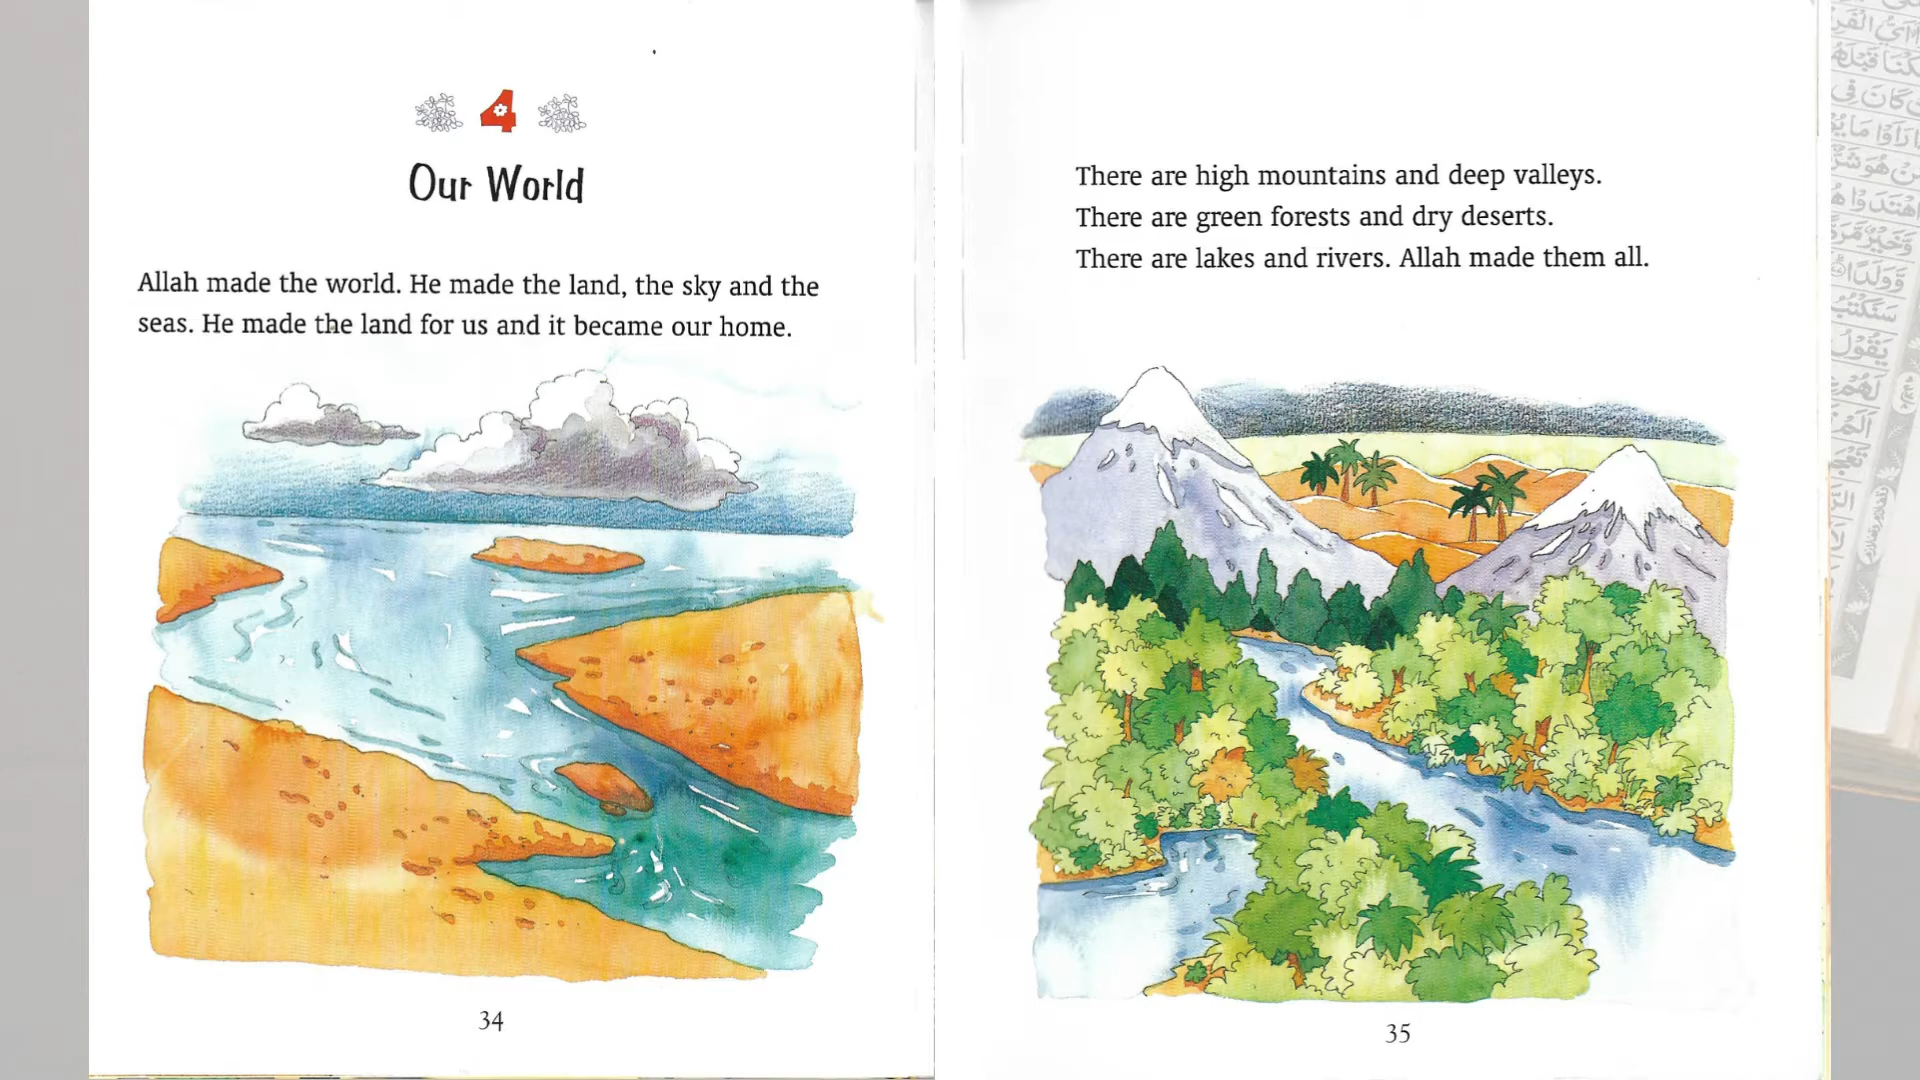 4
Our World
Allah made the world. He made the land, the sky and the
seas. He made the land for us and it became our home.
34
There are high mountains and deep valleys.
There are green forests and dry deserts.
There are lakes and rivers. Allah made them all.
35